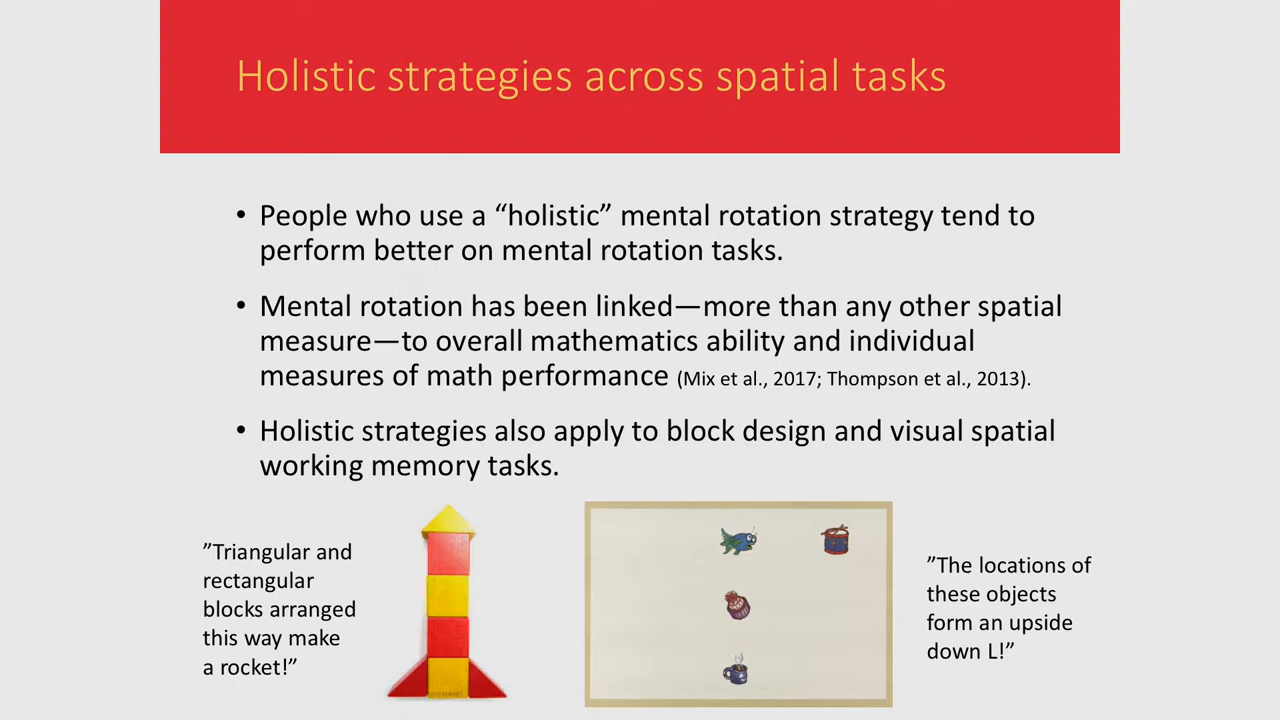 Holistic strategies across spatial tasks
• People who use a “holistic” mental rotation strategy tend to
perform better on mental rotation tasks.
• Mental rotation has been linked—more than any other spatial
measure—to overall mathematics ability and individual
measures of math performance (Mix et al., 2017; Thompson et al., 2013).
• Holistic strategies also apply to block design and visual spatial
working memory tasks.
”Triangular and
rectangular
blocks arranged
this way make
a rocket!”
”The locations of
these objects
form an upside
down L!”